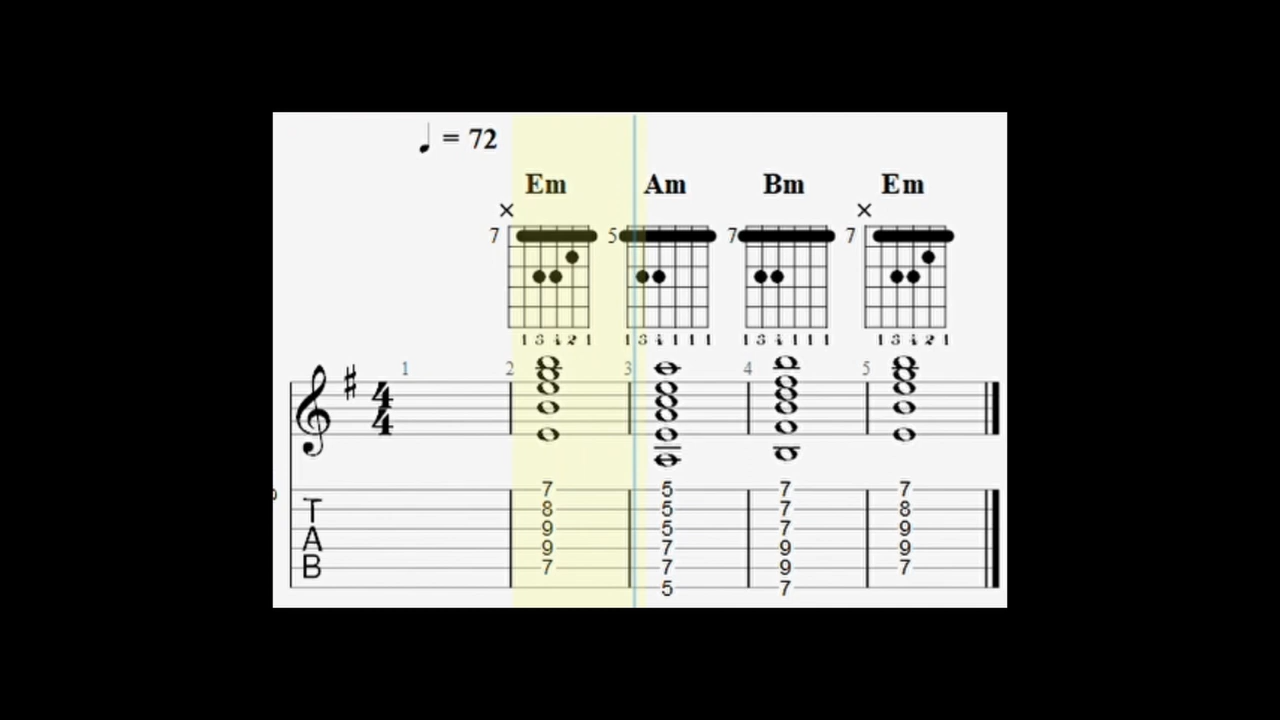 ♩ = 72
Em Am Bm Em
× ×
7 5 7 7
1 3 4 2 1 1 3 4 1 1 1 1 3 4 1 1 1 1 3 4 2 1
1 2 3 4 5
4
4
7 5 7 7
T 8 5 7 8
9 5 7 9
A 9 7 9 9
B 7 7 9 7
5 7